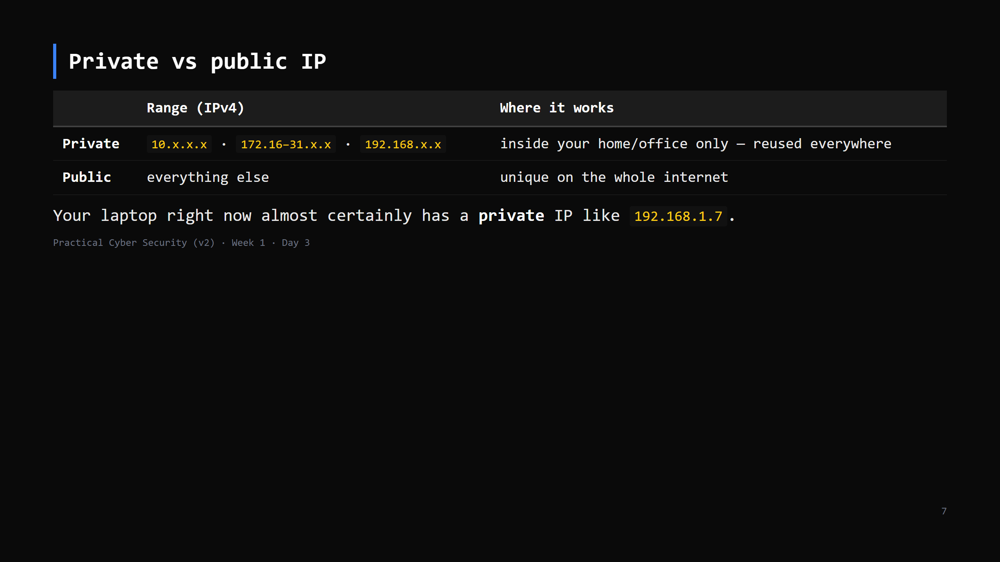 Private vs public IP
Range (IPv4) Where it works
Private 10.x.x.x · 172.16–31.x.x · 192.168.x.x inside your home/office only — reused everywhere
Public everything else unique on the whole internet
Your laptop right now almost certainly has a private IP like 192.168.1.7.
Practical Cyber Security (v2) · Week 1 · Day 3
7